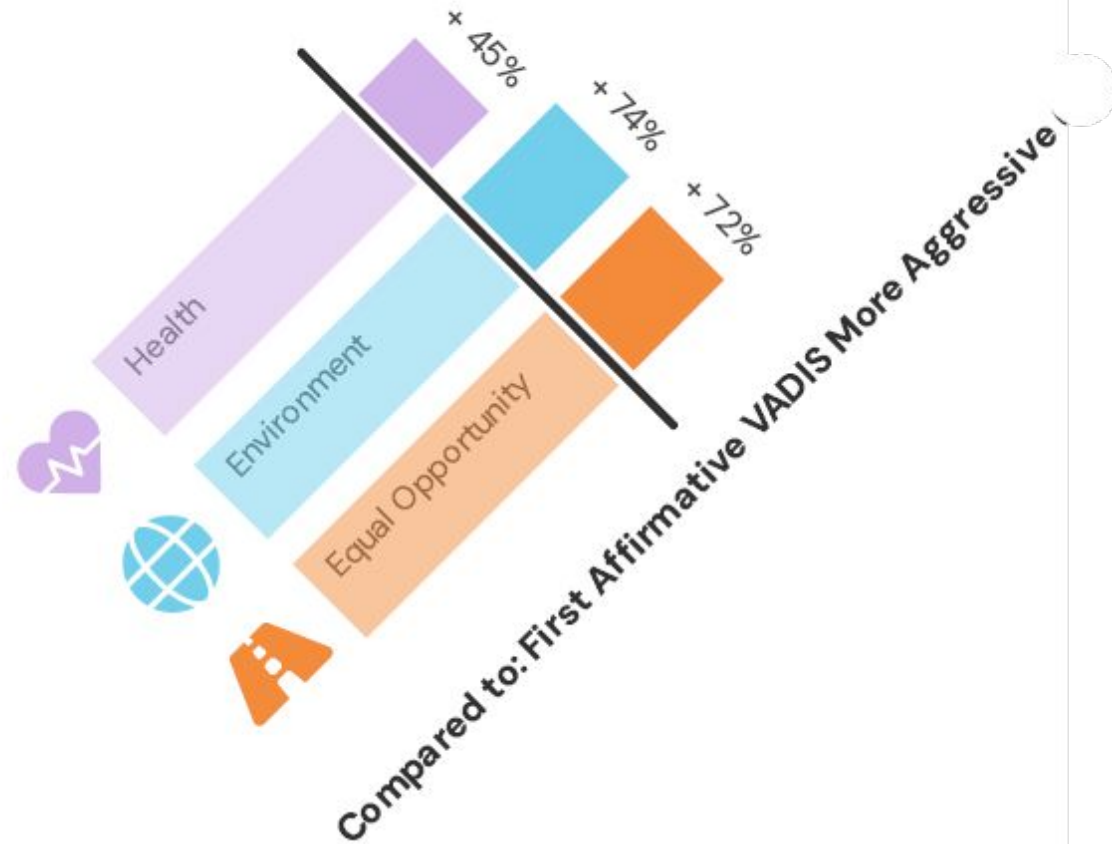 + 45%
+ 74%
+ 72%
Health
Environment
Equal Opportunity
Compared to: First Affirmative VADIS More Aggressive